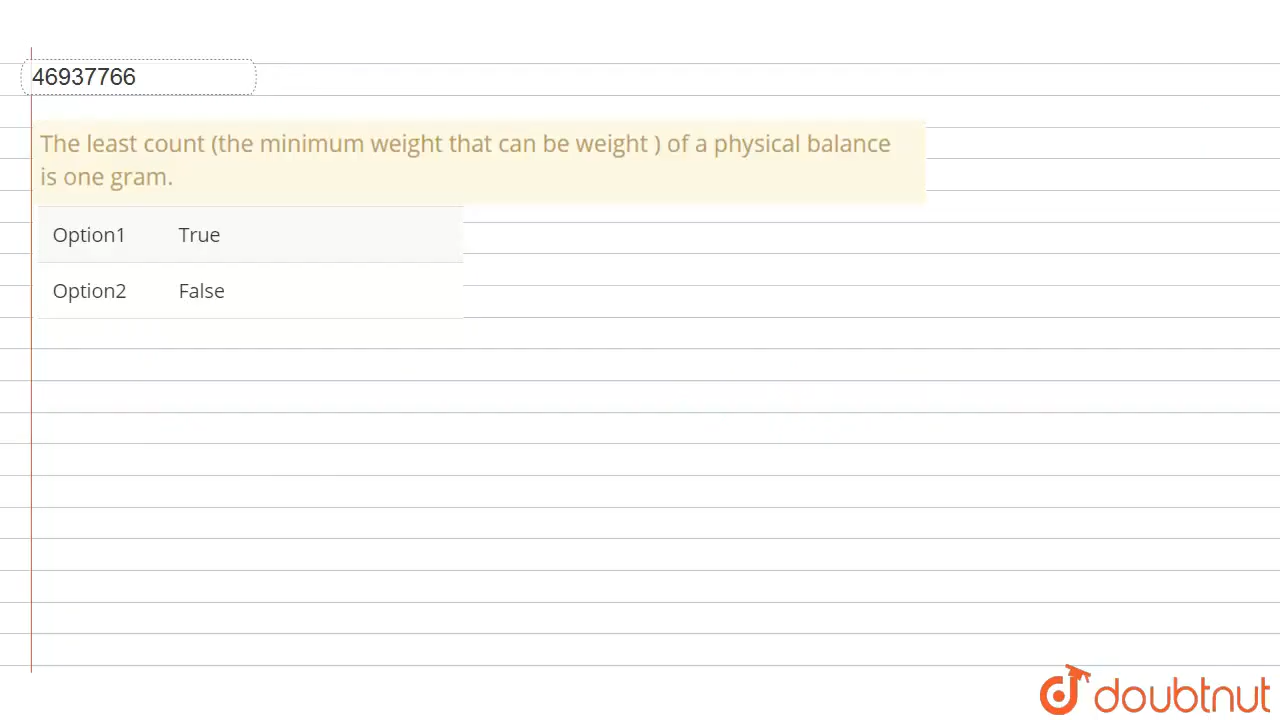 46937766
The least count (the minimum weight that can be weight ) of a physical balance
is one gram.
Option1 True
Option2 False
doubtnut